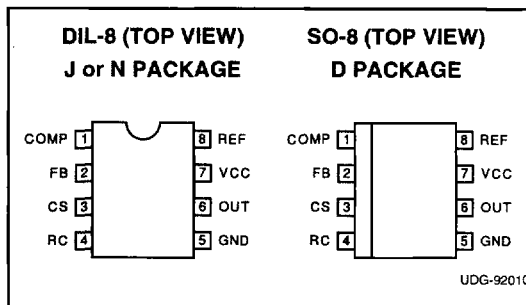 DIL-8 (TOP VIEW)
J or N PACKAGE
COMP 1
FB 2
CS 3
RC 4
8 REF
7 VCC
6 OUT
5 GND
SO-8 (TOP VIEW)
D PACKAGE
COMP 1
FB 2
CS 3
RC 4
8 REF
7 VCC
6 OUT
5 GND
UDG-92010